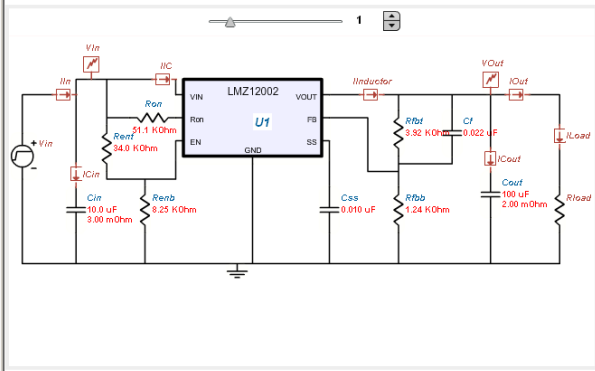 1
VIn
VOut
IIn
IIC
IInductor
IOut
LMZ12002
VIN
VOUT
Ron
51.1 KOhm
Ron
U1
FB
Rfbt
3.92 KOhm
Cf
0.022 uF
Vin
Rent
34.0 KOhm
EN
SS
GND
ILoad
ICin
ICout
Cin
10.0 uF
3.00 mOhm
Renb
8.25 KOhm
Css
0.010 uF
Rfbb
1.24 KOhm
Cout
100 uF
2.00 mOhm
Rload